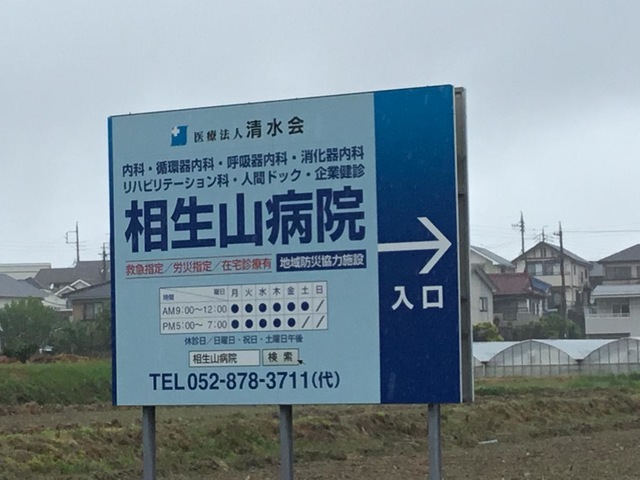 医療法人 清水会
内科・循環器内科・呼吸器内科・消化器内科
リハビリテーション科・人間ドック・企業健診
相生山病院
救急指定/労災指定/在宅診療有 地域防災協力施設
時間 曜日 月 火 水 木 金 土 日
AM9:00~12:00 ● ● ● ● ● ● /
PM5:00~7:00 ● ● ● ● ● / /
休診日/日曜日・祝日・土曜日午後
相生山病院 検索
TEL 052-878-3711(代)
入口